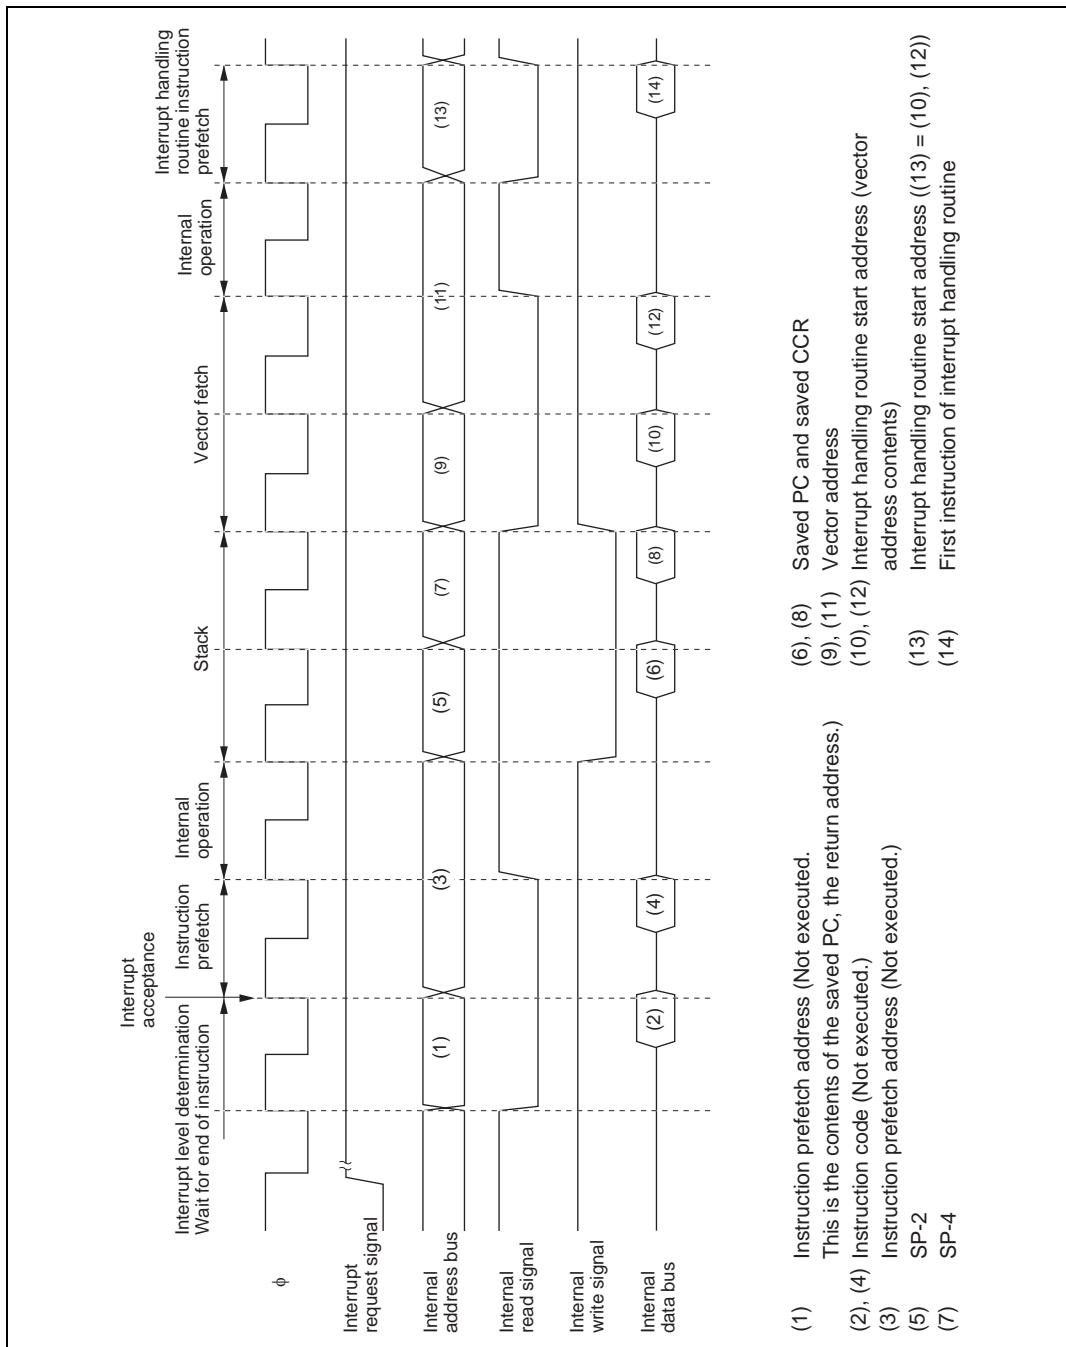 Interrupt level determination
Wait for end of instruction
Interrupt
acceptance
Instruction
prefetch
Internal
operation
Stack
Vector fetch
Internal
operation
Interrupt handling
routine instruction
prefetch
φ
Interrupt
request signal
Internal
address bus
(1)
(3)
(5)
(7)
(9)
(11)
(13)
Internal
read signal
Internal
write signal
Internal
data bus
(2)
(4)
(6)
(8)
(10)
(12)
(14)
(1) Instruction prefetch address (Not executed.
This is the contents of the saved PC, the return address.)
(2), (4) Instruction code (Not executed.)
(3) Instruction prefetch address (Not executed.)
(5) SP-2
(7) SP-4
(6), (8) Saved PC and saved CCR
(9), (11) Vector address
(10), (12) Interrupt handling routine start address (vector
address contents)
(13) Interrupt handling routine start address ((13) = (10), (12))
(14) First instruction of interrupt handling routine